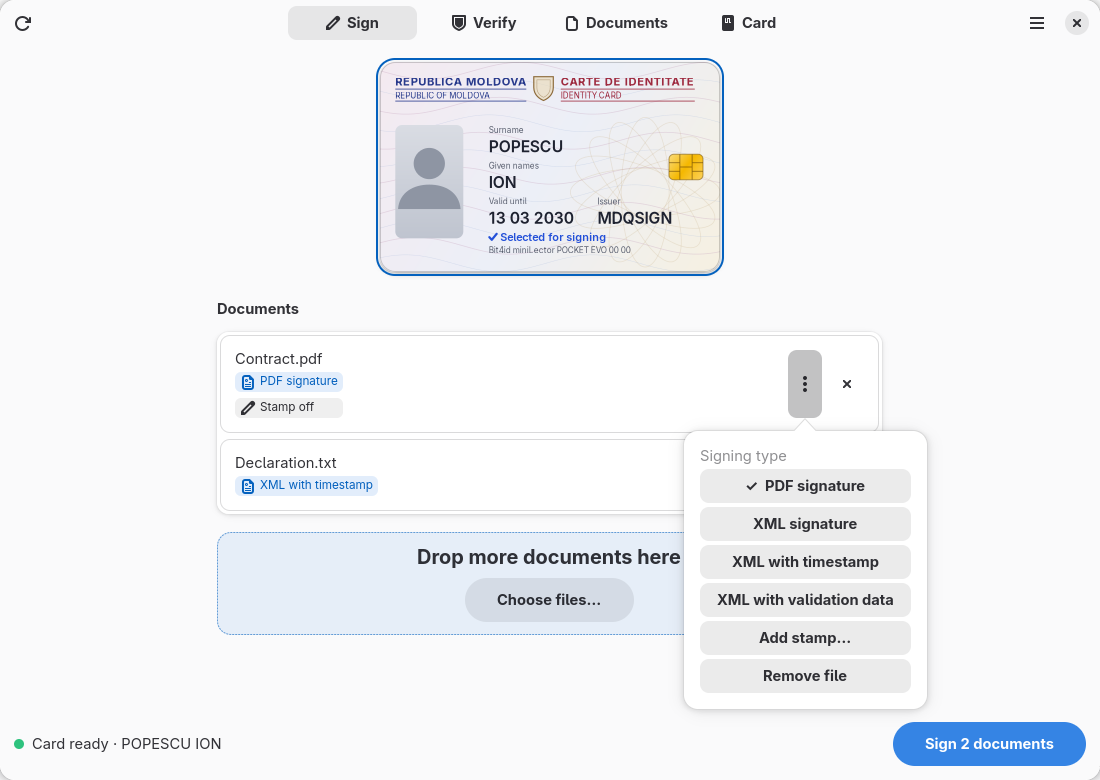 Sign
Verify
Documents
Card
REPUBLICA MOLDOVA
REPUBLIC OF MOLDOVA
CARTE DE IDENTITATE
IDENTITY CARD
Surname
POPESCU
Given names
ION
Valid until
Issuer
13 03 2030
MDQSIGN
Selected for signing
Bit4id miniLector POCKET EVO 00 00
Documents
Contract.pdf
PDF signature
Stamp off
Declaration.txt
XML with timestamp
Drop more documents here
Choose files...
Signing type
PDF signature
XML signature
XML with timestamp
XML with validation data
Add stamp...
Remove file
Card ready · POPESCU ION
Sign 2 documents